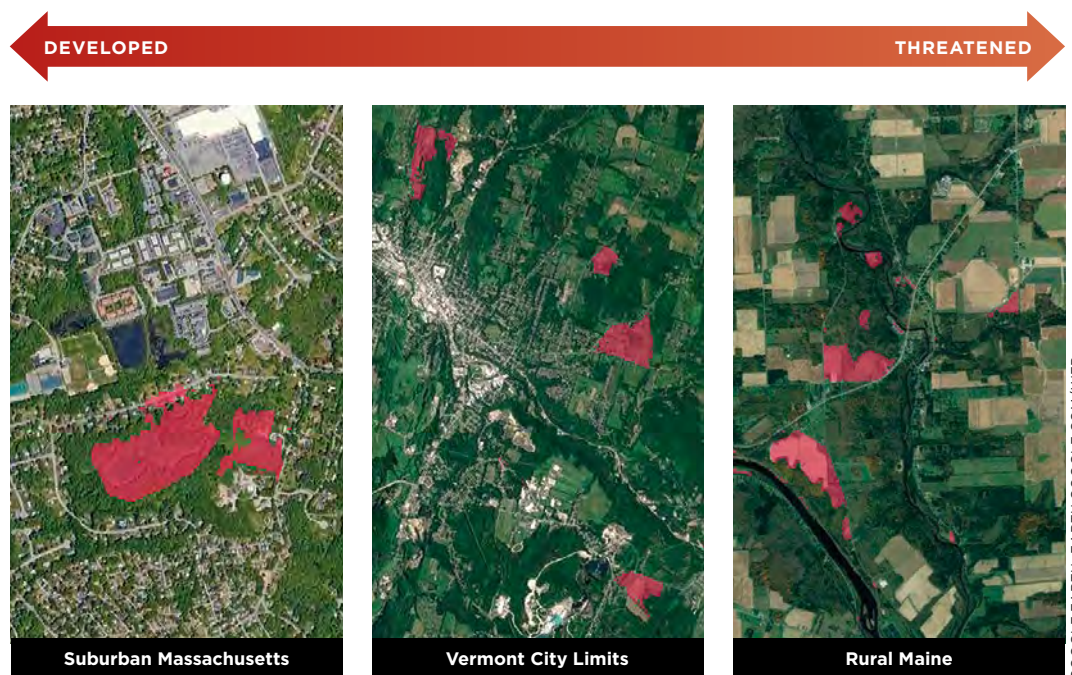 DEVELOPED
THREATENED
Suburban Massachusetts
Vermont City Limits
Rural Maine